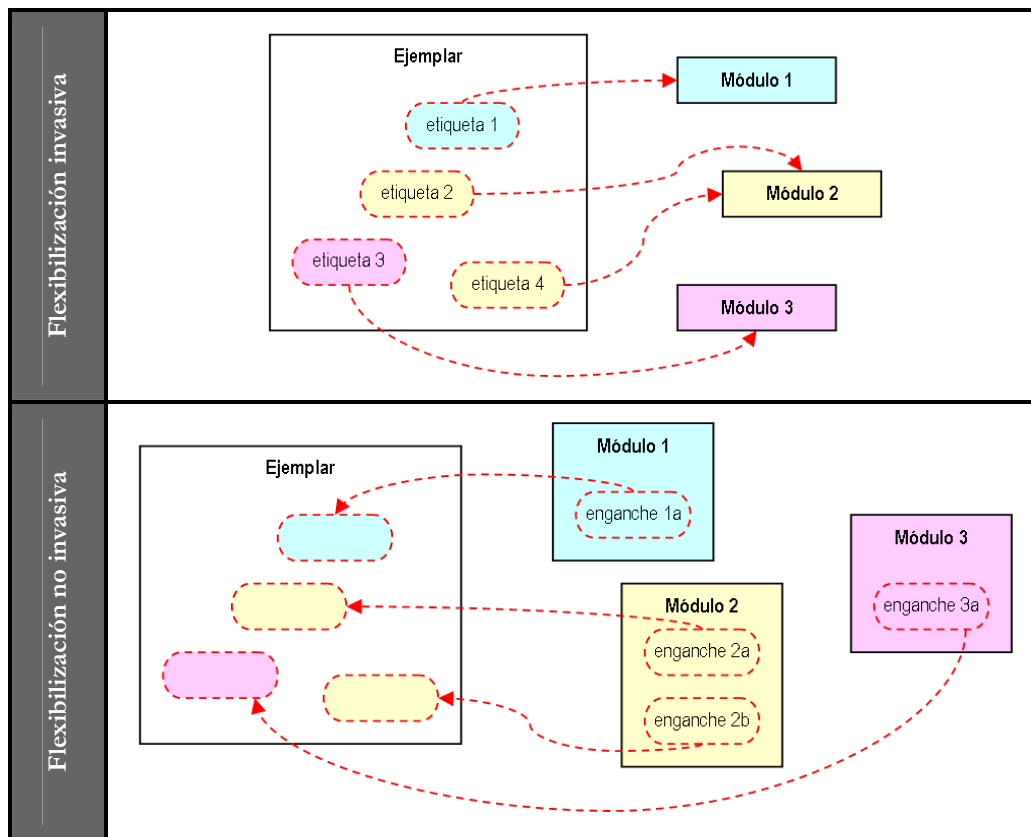 Flexibilización invasiva
Ejemplar
Módulo 1
etiqueta 1
etiqueta 2
Módulo 2
etiqueta 3
etiqueta 4
Módulo 3
Flexibilización no invasiva
Ejemplar
Módulo 1
enganche 1a
Módulo 2
enganche 2a
enganche 2b
Módulo 3
enganche 3a